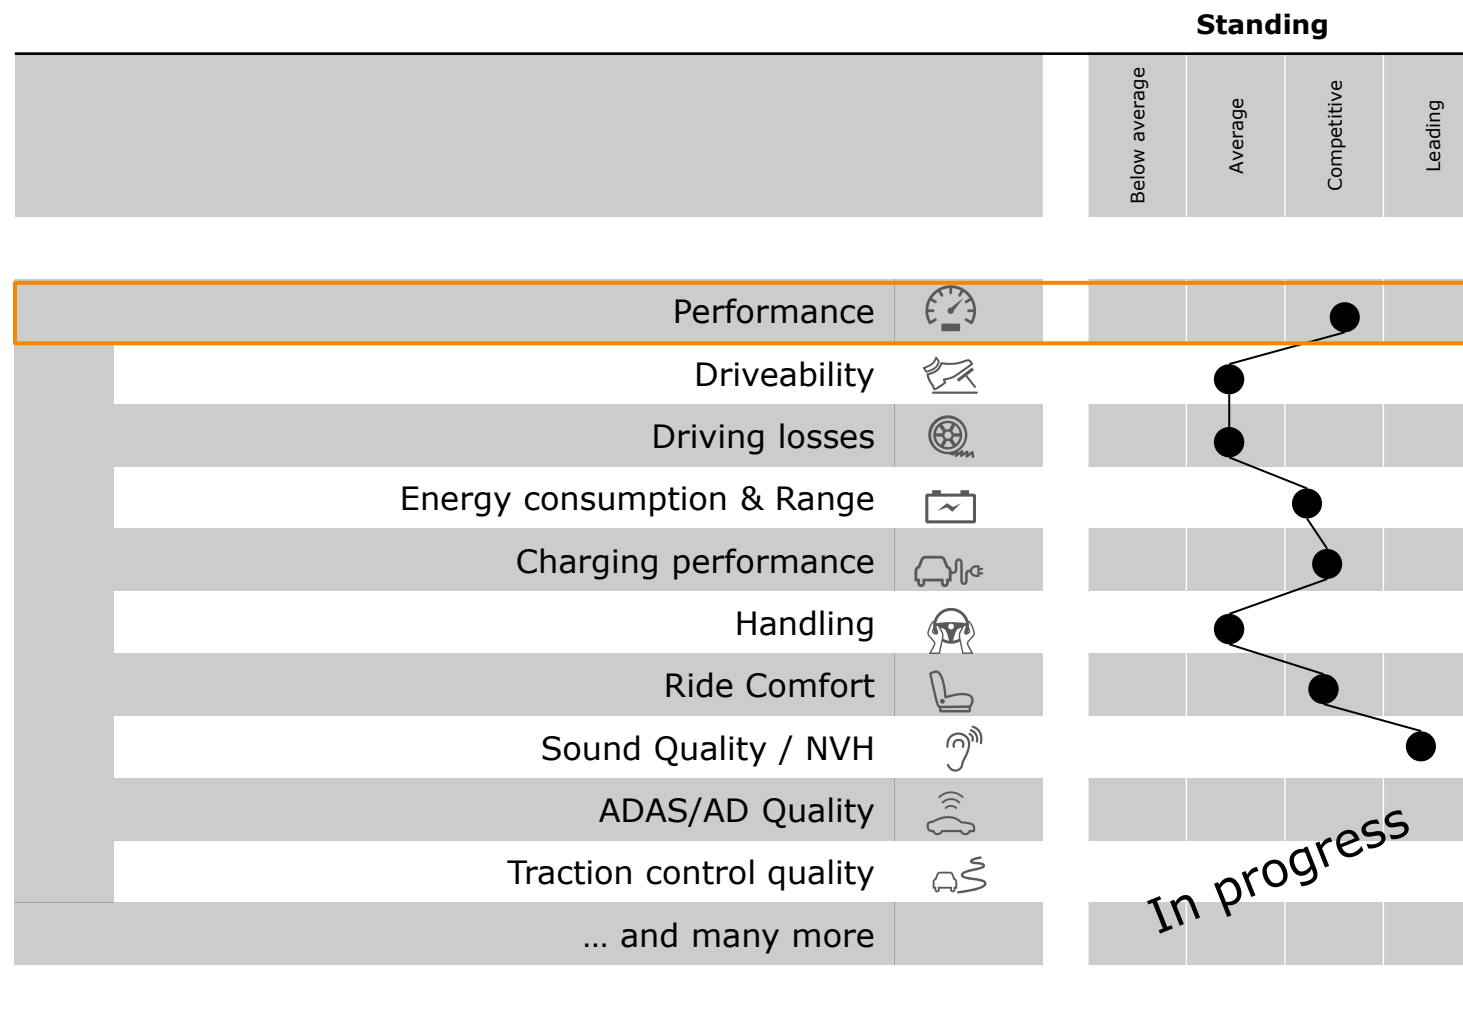 Standing
Below average
Average
Competitive
Leading
Performance
Driveability
Driving losses
Energy consumption & Range
Charging performance
Handling
Ride Comfort
Sound Quality / NVH
ADAS/AD Quality
Traction control quality
… and many more
In progress